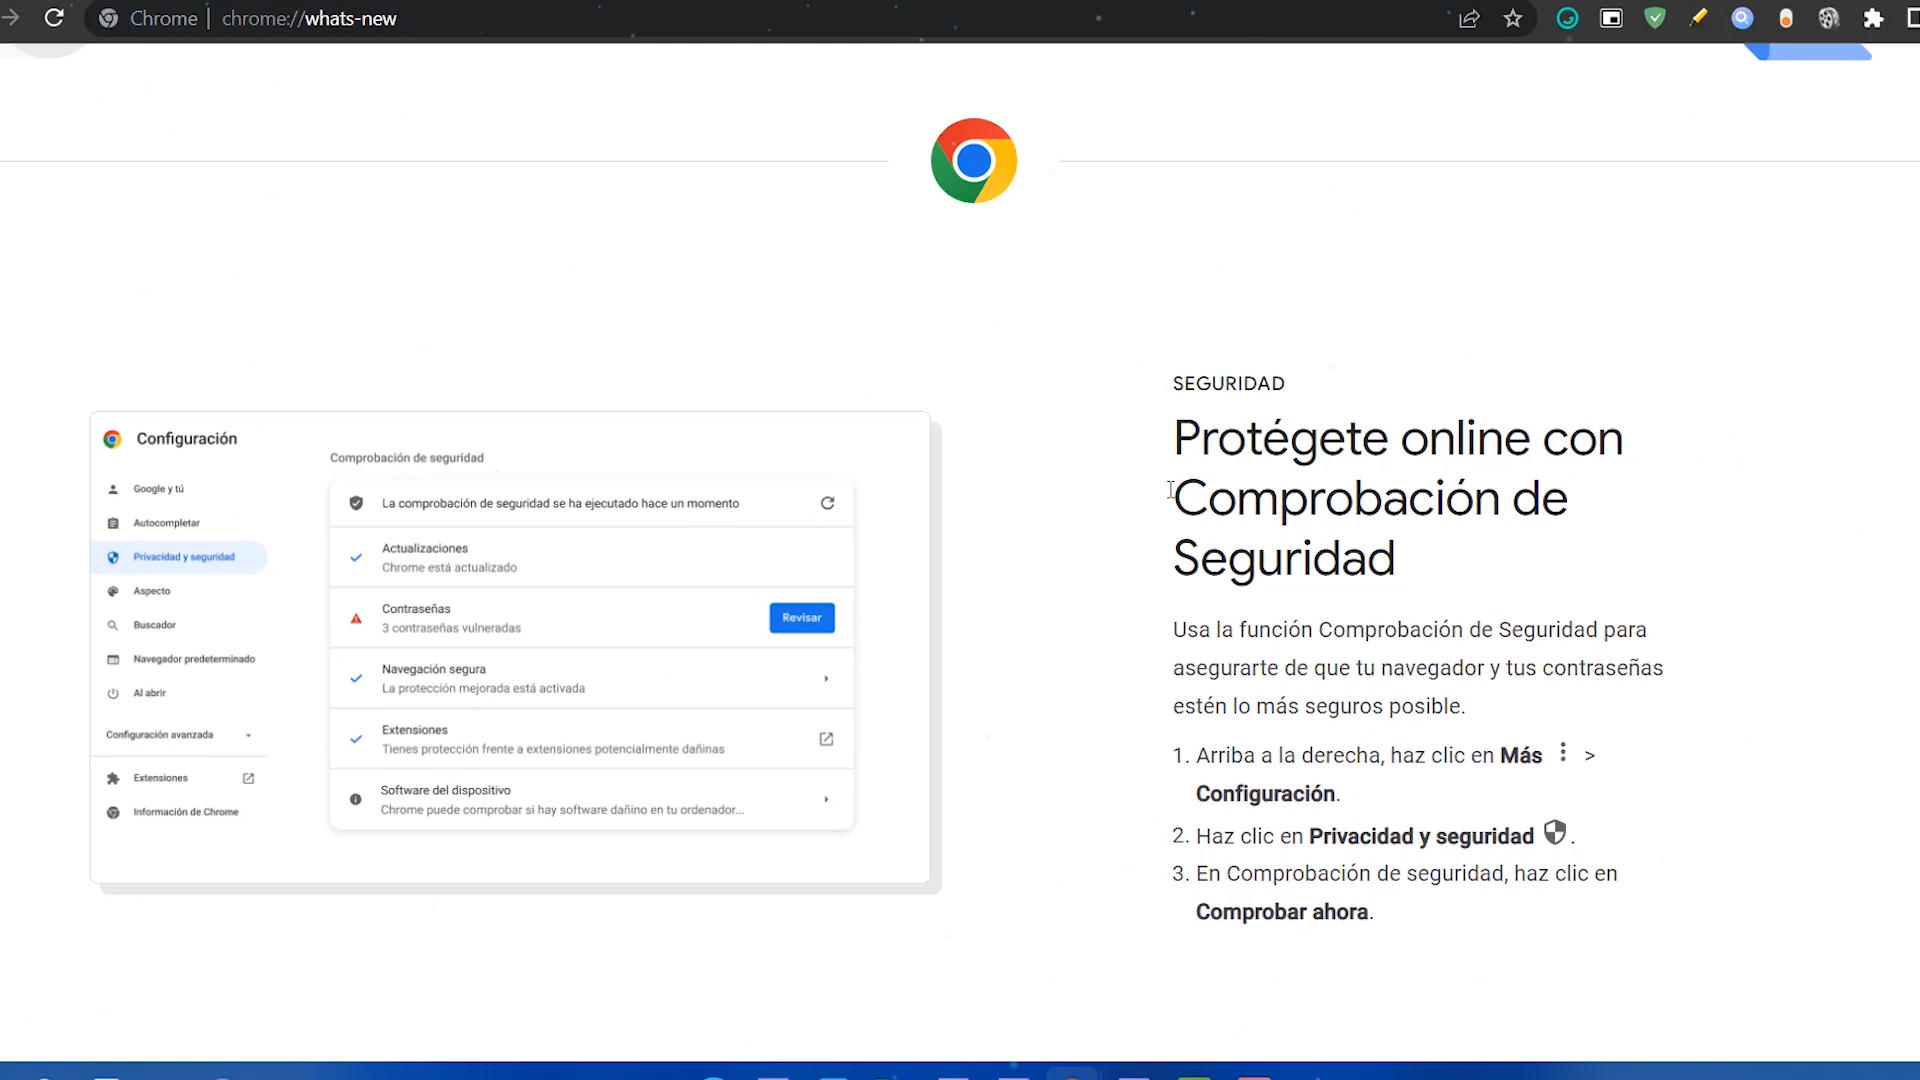 Chrome | chrome://whats-new
Configuración
Google y tú
Autocompletar
Privacidad y seguridad
Aspecto
Buscador
Navegador predeterminado
Al abrir
Configuración avanzada
Extensiones
Información de Chrome
Comprobación de seguridad
La comprobación de seguridad se ha ejecutado hace un momento
Actualizaciones
Chrome está actualizado
Contraseñas
3 contraseñas vulneradas
Revisar
Navegación segura
La protección mejorada está activada
Extensiones
Tienes protección frente a extensiones potencialmente dañinas
Software del dispositivo
Chrome puede comprobar si hay software dañino en tu ordenador...
SEGURIDAD
Protégete online con
Comprobación de
Seguridad
Usa la función Comprobación de Seguridad para
asegurarte de que tu navegador y tus contraseñas
estén lo más seguros posible.
1. Arriba a la derecha, haz clic en Más ⋮ >
Configuración.
2. Haz clic en Privacidad y seguridad .
3. En Comprobación de seguridad, haz clic en
Comprobar ahora.